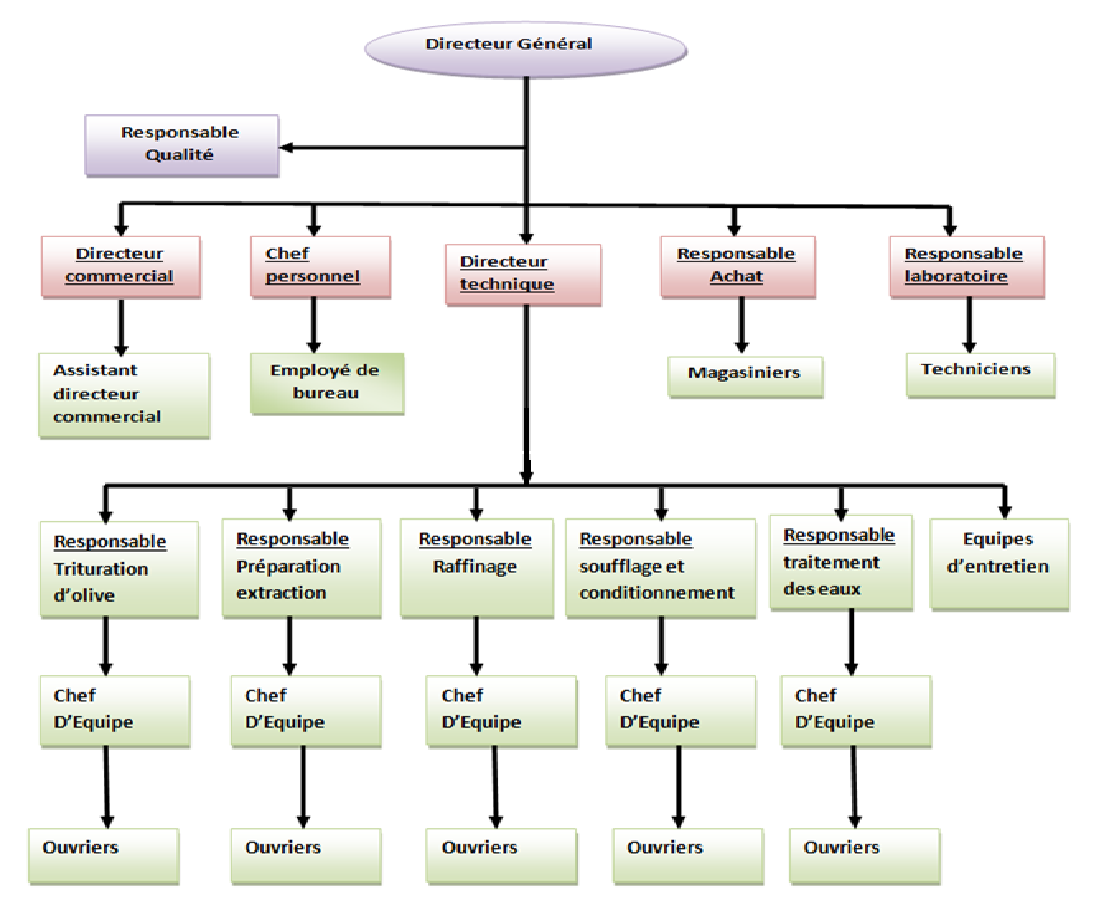 Directeur Général
Responsable
Qualité
Directeur
commercial
Chef
personnel
Directeur
technique
Responsable
Achat
Responsable
laboratoire
Assistant
directeur
commercial
Employé de
bureau
Magasiniers
Techniciens
Responsable
Trituration
d’olive
Responsable
Préparation
extraction
Responsable
Raffinage
Responsable
soufflage et
conditionnement
Responsable
traitement
des eaux
Equipes
d’entretien
Chef
D’Equipe
Chef
D’Equipe
Chef
D’Equipe
Chef
D’Equipe
Chef
D’Equipe
Ouvriers
Ouvriers
Ouvriers
Ouvriers
Ouvriers